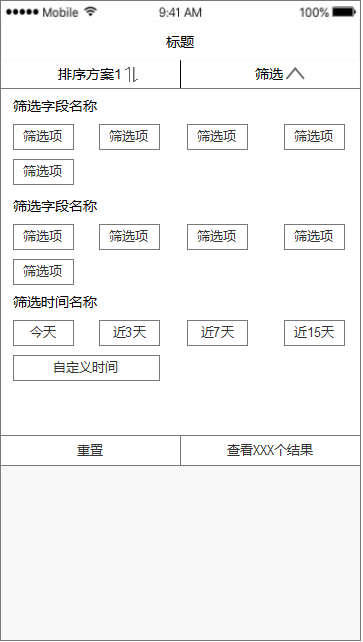 Mobile 9:41 AM 100%
标题
排序方案1 筛选
筛选字段名称
筛选项 筛选项 筛选项 筛选项
筛选项
筛选字段名称
筛选项 筛选项 筛选项 筛选项
筛选项
筛选时间名称
今天 近3天 近7天 近15天
自定义时间
重置 查看XXX个结果